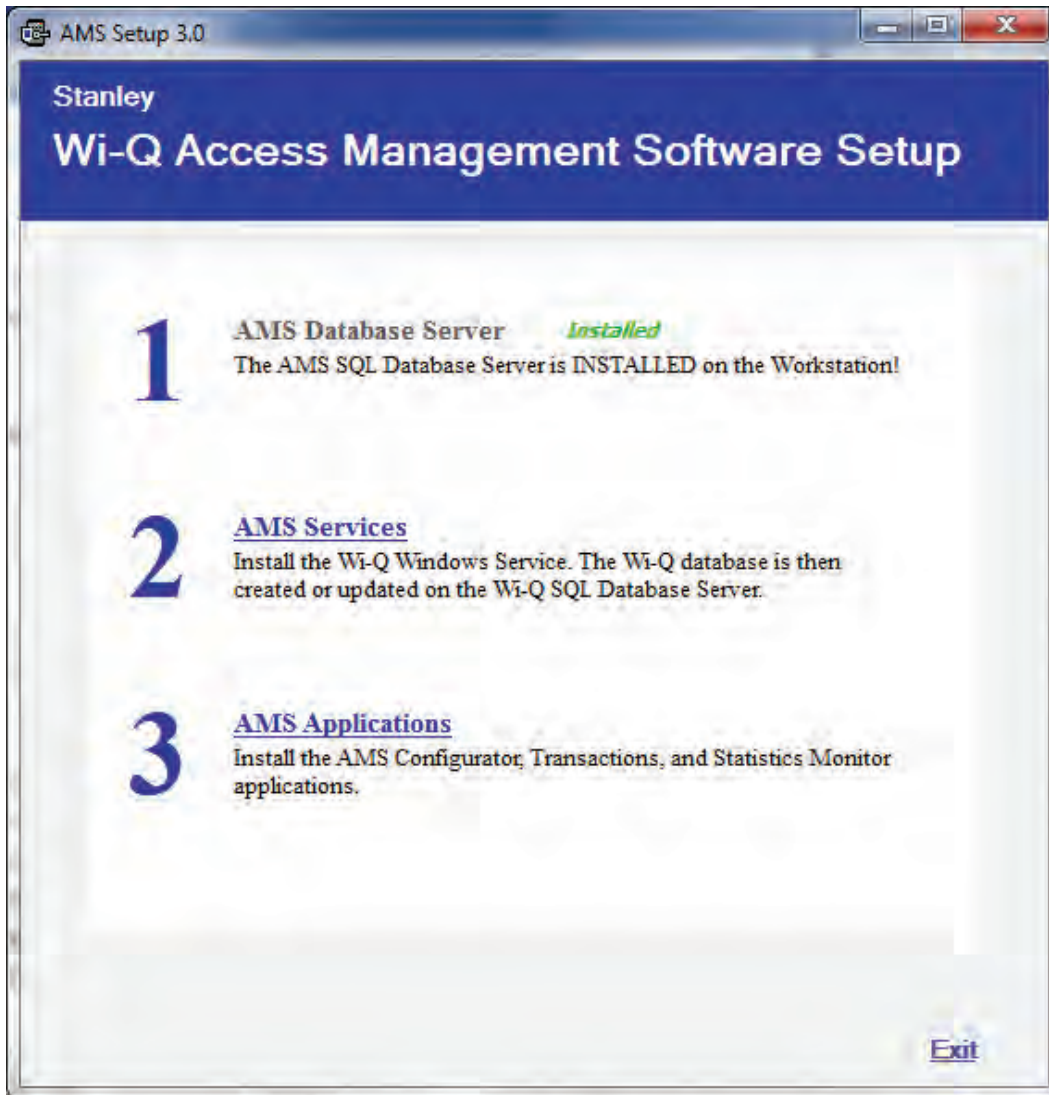 AMS Setup 3.0
Stanley
Wi-Q Access Management Software Setup
1
AMS Database Server Installed
The AMS SQL Database Server is INSTALLED on the Workstation!
2
AMS Services
Install the Wi-Q Windows Service. The Wi-Q database is then
created or updated on the Wi-Q SQL Database Server.
3
AMS Applications
Install the AMS Configurator, Transactions, and Statistics Monitor
applications.
Exit